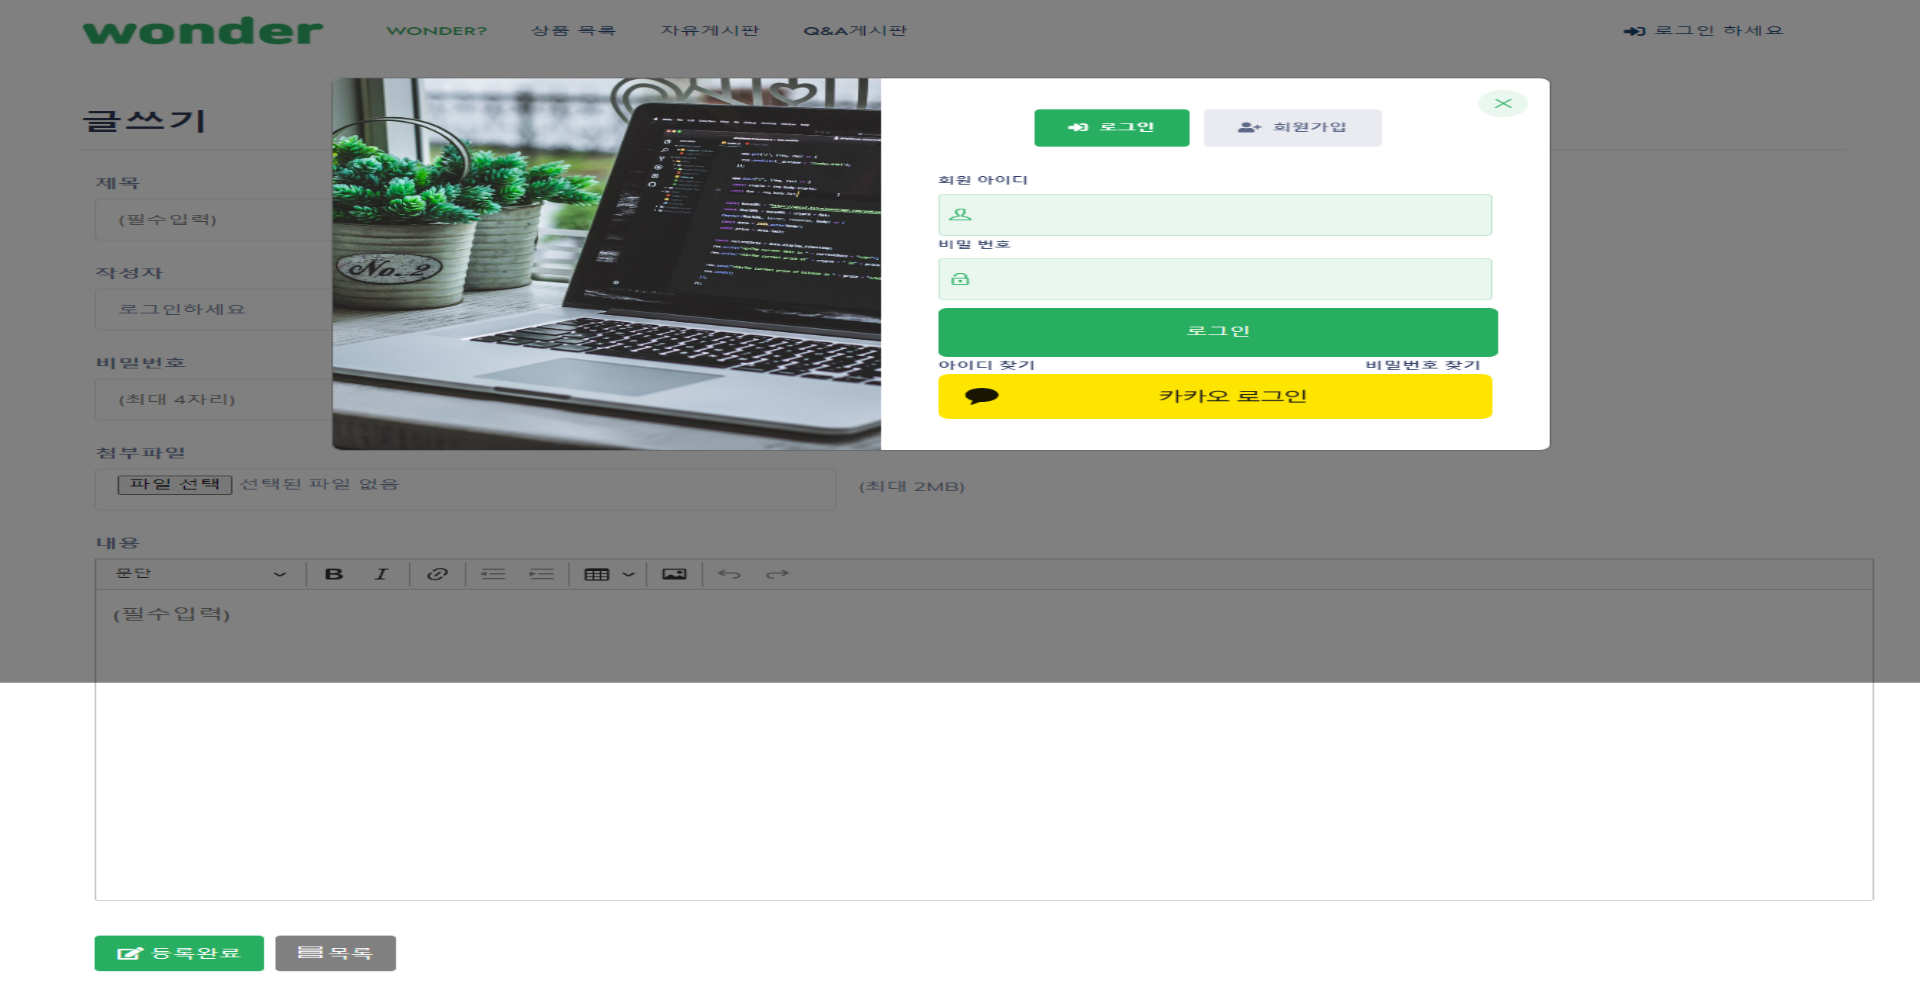 wonder WONDER? 상품 목록 자유게시판 Q&A게시판 로그인 하세요
글쓰기
제목
(필수입력)
작성자
로그인하세요
비밀번호
(최대 4자리)
첨부파일
파일 선택 선택된 파일 없음 (최대 2MB)
내용
문단 B I
(필수입력)
등록완료 목록
No. 2
로그인 회원가입
회원 아이디
비밀 번호
로그인
아이디 찾기 비밀번호 찾기
카카오 로그인